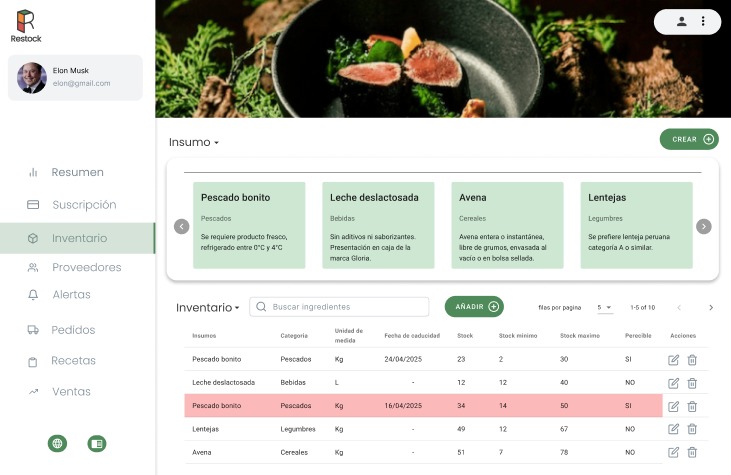 Restock
Elon Musk
elon@gmail.com
Resumen
Suscripción
Inventario
Proveedores
Alertas
Pedidos
Recetas
Ventas
Insumo
CREAR
Pescado bonito
Pescados
Se requiere producto fresco,
refrigerado entre 0°C y 4°C
Leche deslactosada
Bebidas
Sin aditivos ni saborizantes.
Presentación en caja de la
marca Gloria.
Avena
Cereales
Avena entera o instantánea,
libre de grumos, envasada al
vacío o en bolsa sellada.
Lentejas
Legumbres
Se prefiere lenteja peruana
categoría A o similar.
Inventario
Buscar ingredientes
AÑADIR
filas por pagina 5 1-5 of 10
Insumos Categoria Unidad de medida Fecha de caducidad Stock Stock minimo Stock maximo Perecible Acciones
Pescado bonito Pescados Kg 24/04/2025 23 2 30 SI
Leche deslactosada Bebidas L - 12 12 40 NO
Pescado bonito Pescados Kg 16/04/2025 34 14 50 SI
Lentejas Legumbres Kg - 49 12 67 NO
Avena Cereales Kg - 51 7 78 NO